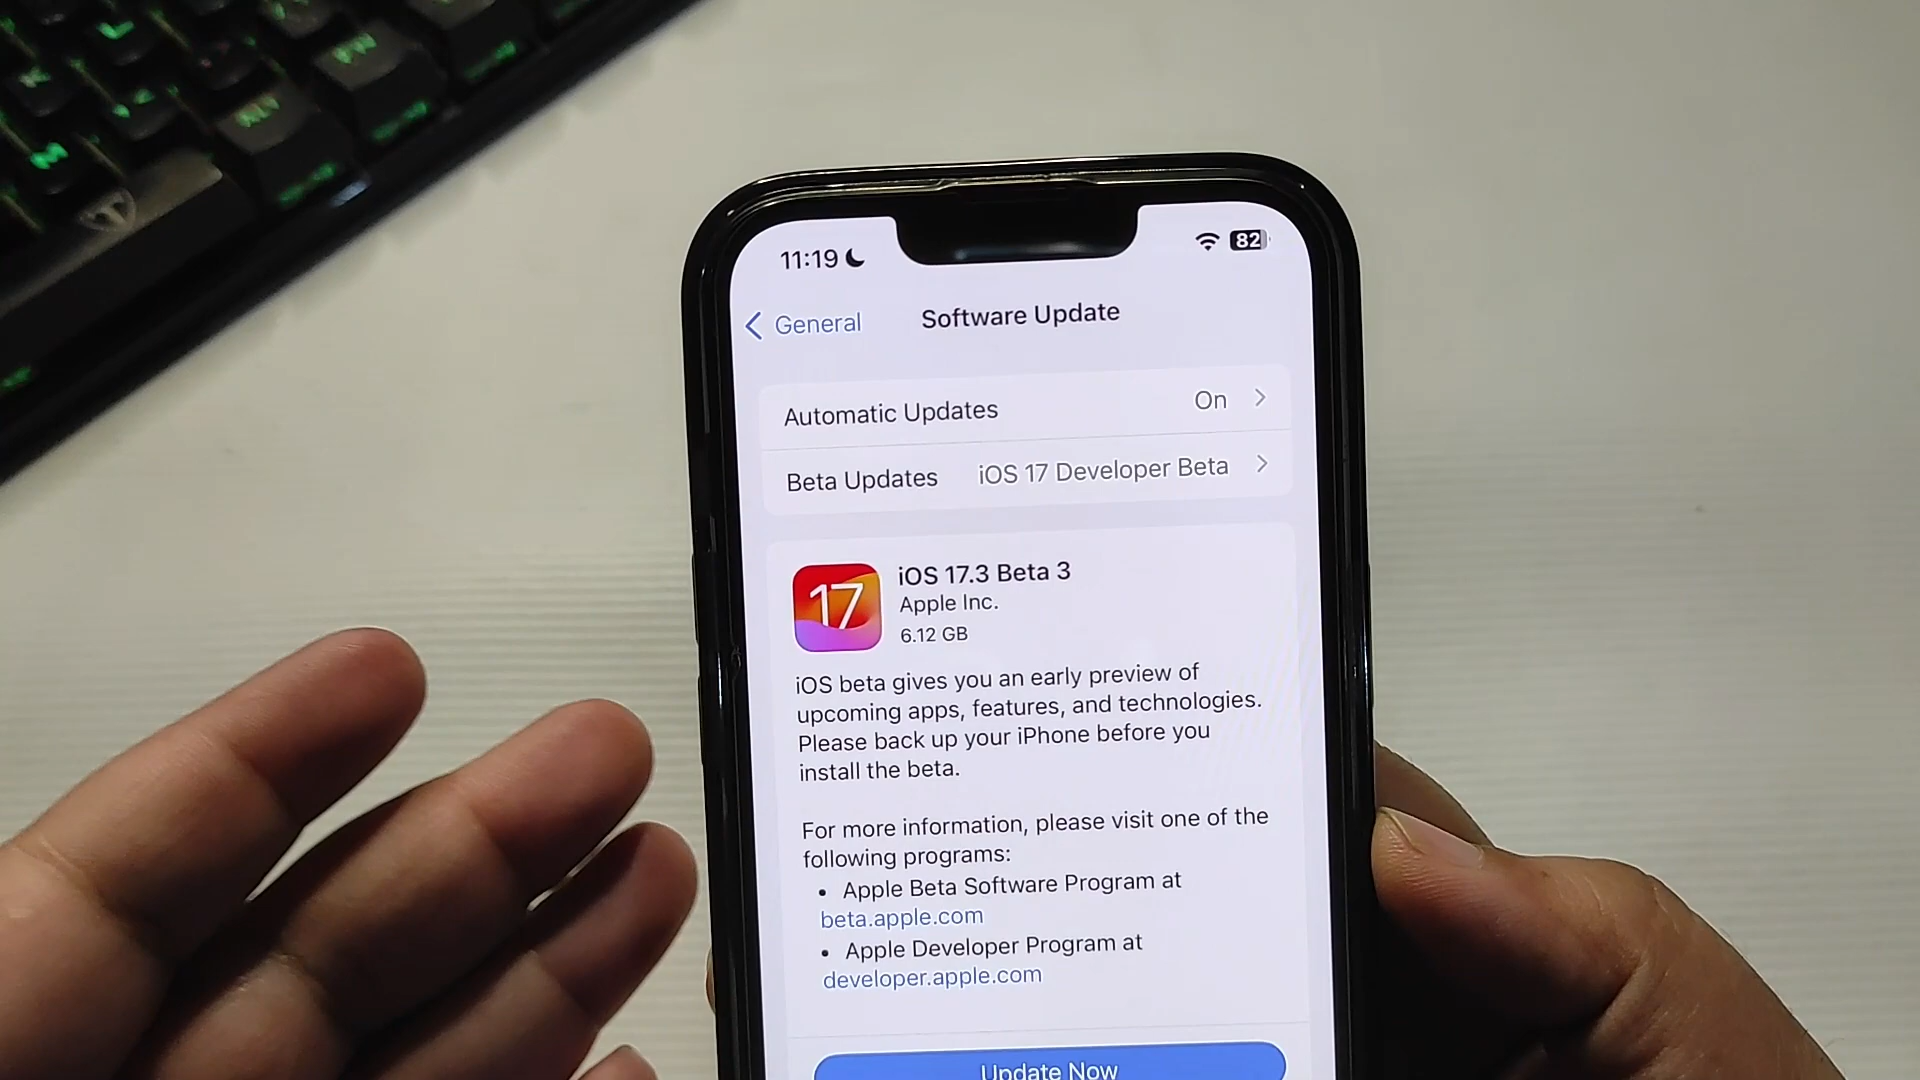 11:19
82
General
Software Update
Automatic Updates On
Beta Updates iOS 17 Developer Beta
17
iOS 17.3 Beta 3
Apple Inc.
6.12 GB
iOS beta gives you an early preview of
upcoming apps, features, and technologies.
Please back up your iPhone before you
install the beta.
For more information, please visit one of the
following programs:
• Apple Beta Software Program at
beta.apple.com
• Apple Developer Program at
developer.apple.com
Update Now